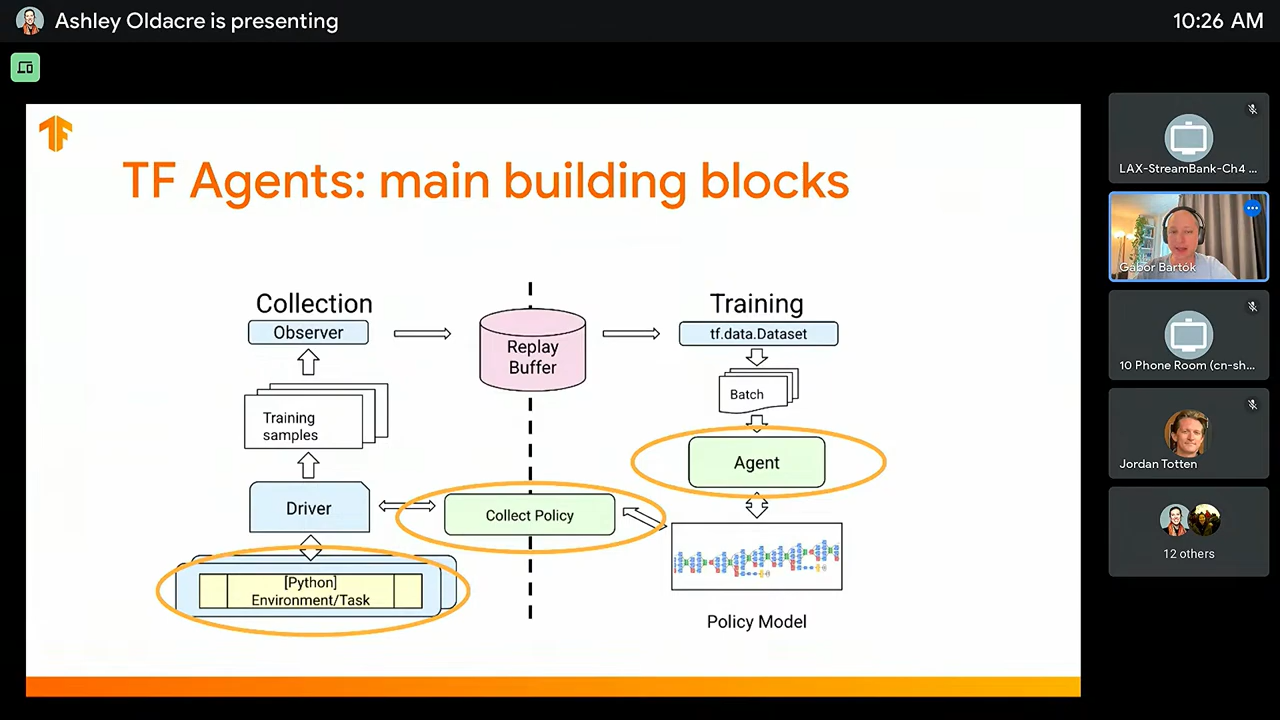 Ashley Oldacre is presenting
10:26 AM
TF Agents: main building blocks
Collection
Observer
Training
samples
Driver
[Python]
Environment/Task
Replay
Buffer
Collect Policy
Training
tf.data.Dataset
Batch
Agent
Policy Model
LAX-StreamBank-Ch4 ...
Gábor Bartók
10 Phone Room (cn-sh...
Jordan Totten
12 others